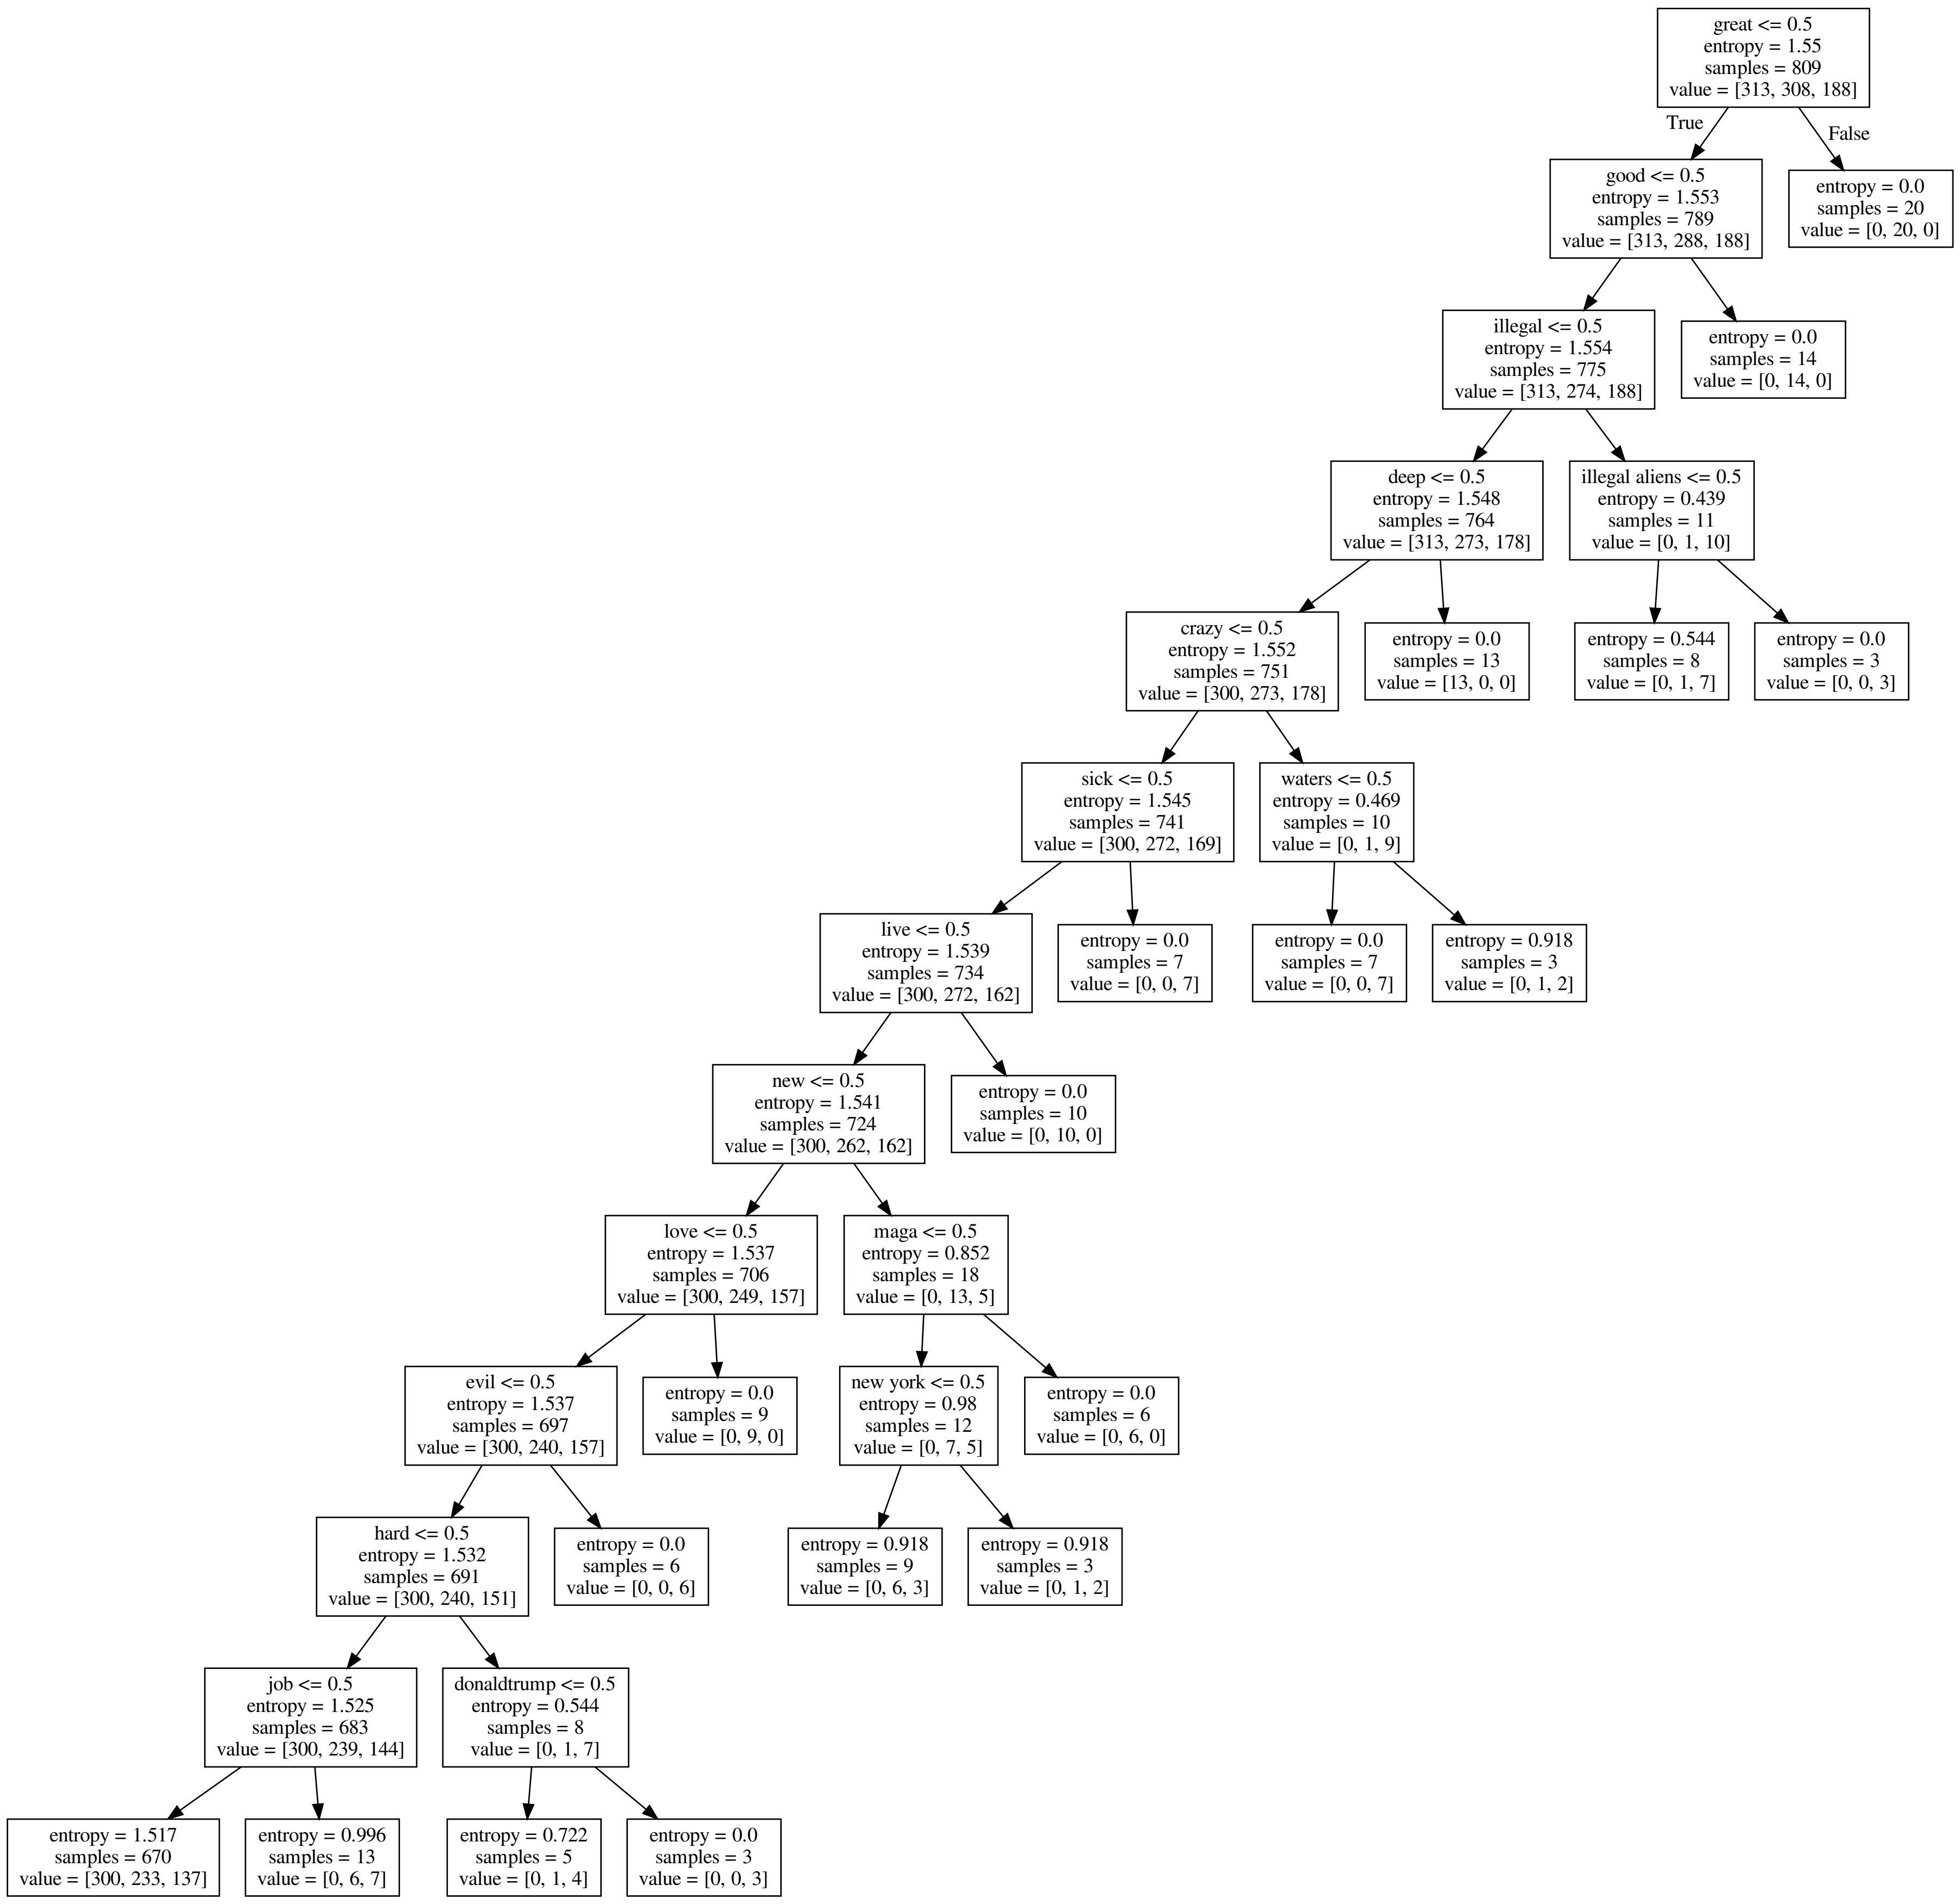 great <= 0.5
entropy = 1.55
samples = 809
value = [313, 308, 188]
True
False
good <= 0.5
entropy = 1.553
samples = 789
value = [313, 288, 188]
entropy = 0.0
samples = 20
value = [0, 20, 0]
illegal <= 0.5
entropy = 1.554
samples = 775
value = [313, 274, 188]
entropy = 0.0
samples = 14
value = [0, 14, 0]
deep <= 0.5
entropy = 1.548
samples = 764
value = [313, 273, 178]
illegal aliens <= 0.5
entropy = 0.439
samples = 11
value = [0, 1, 10]
crazy <= 0.5
entropy = 1.552
samples = 751
value = [300, 273, 178]
entropy = 0.0
samples = 13
value = [13, 0, 0]
entropy = 0.544
samples = 8
value = [0, 1, 7]
entropy = 0.0
samples = 3
value = [0, 0, 3]
sick <= 0.5
entropy = 1.545
samples = 741
value = [300, 272, 169]
waters <= 0.5
entropy = 0.469
samples = 10
value = [0, 1, 9]
live <= 0.5
entropy = 1.539
samples = 734
value = [300, 272, 162]
entropy = 0.0
samples = 7
value = [0, 0, 7]
entropy = 0.0
samples = 7
value = [0, 0, 7]
entropy = 0.918
samples = 3
value = [0, 1, 2]
new <= 0.5
entropy = 1.541
samples = 724
value = [300, 262, 162]
entropy = 0.0
samples = 10
value = [0, 10, 0]
love <= 0.5
entropy = 1.537
samples = 706
value = [300, 249, 157]
maga <= 0.5
entropy = 0.852
samples = 18
value = [0, 13, 5]
evil <= 0.5
entropy = 1.537
samples = 697
value = [300, 240, 157]
entropy = 0.0
samples = 9
value = [0, 9, 0]
new york <= 0.5
entropy = 0.98
samples = 12
value = [0, 7, 5]
entropy = 0.0
samples = 6
value = [0, 6, 0]
hard <= 0.5
entropy = 1.532
samples = 691
value = [300, 240, 151]
entropy = 0.0
samples = 6
value = [0, 0, 6]
entropy = 0.918
samples = 9
value = [0, 6, 3]
entropy = 0.918
samples = 3
value = [0, 1, 2]
job <= 0.5
entropy = 1.525
samples = 683
value = [300, 239, 144]
donaldtrump <= 0.5
entropy = 0.544
samples = 8
value = [0, 1, 7]
entropy = 1.517
samples = 670
value = [300, 233, 137]
entropy = 0.996
samples = 13
value = [0, 6, 7]
entropy = 0.722
samples = 5
value = [0, 1, 4]
entropy = 0.0
samples = 3
value = [0, 0, 3]